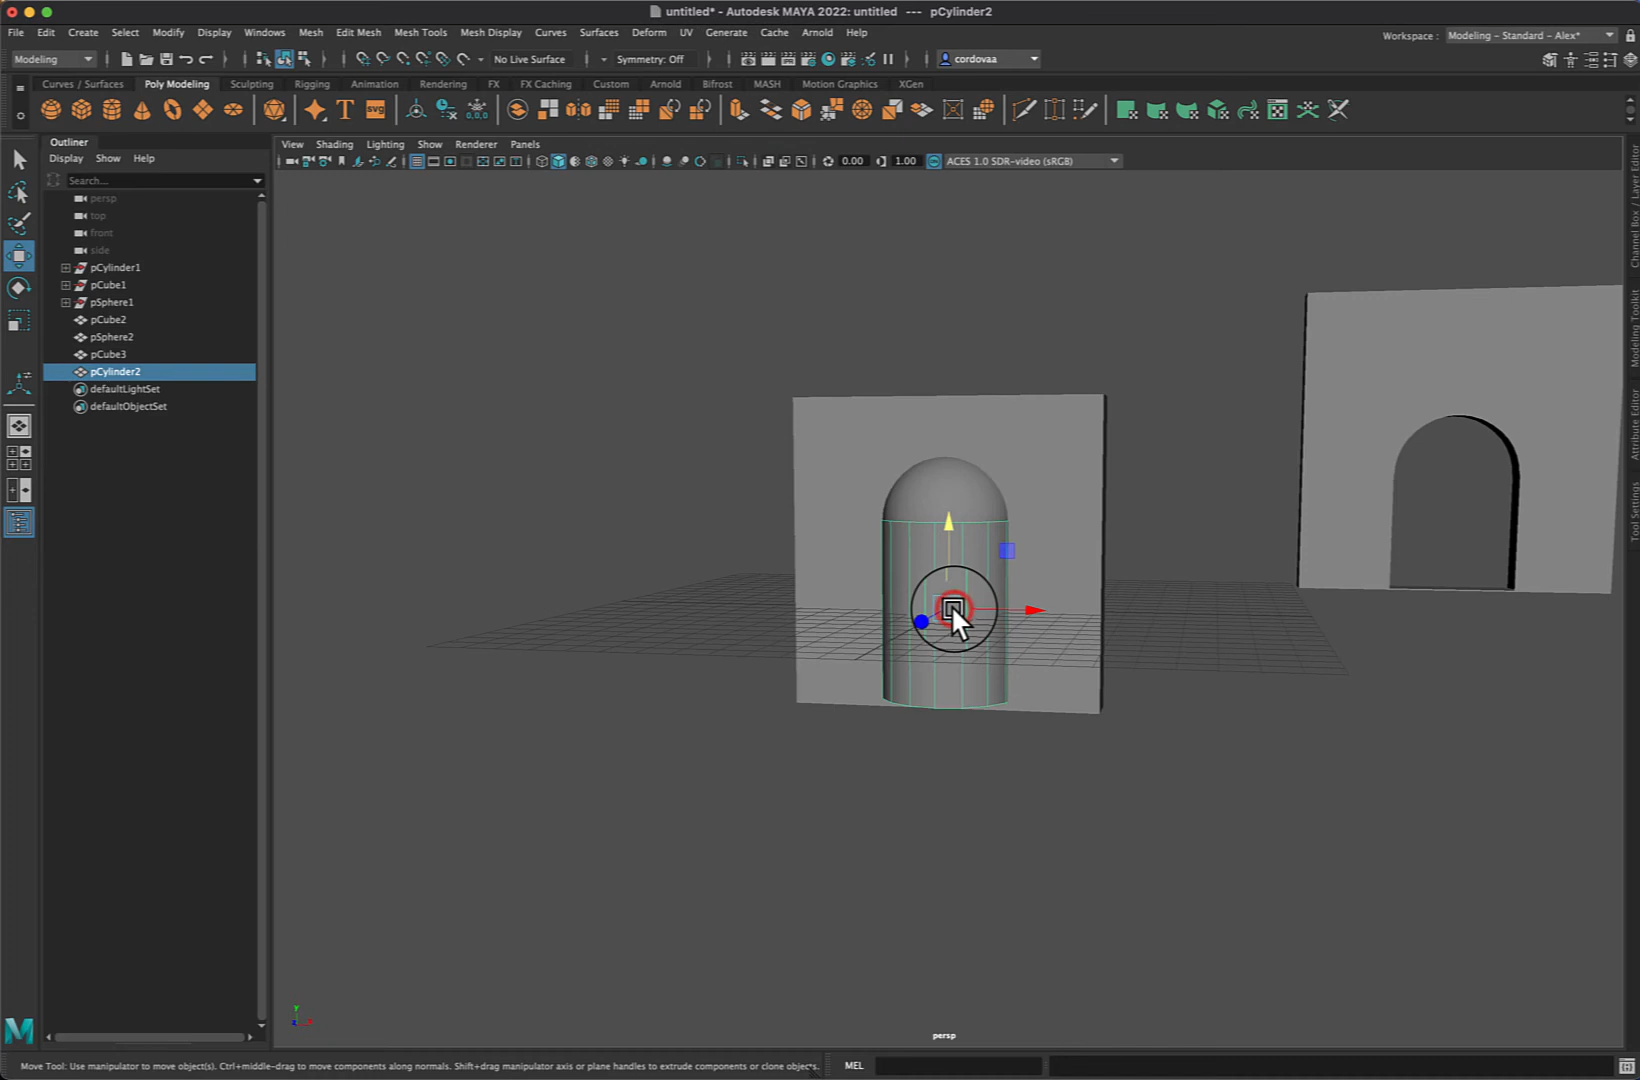 untitled* - Autodesk MAYA 2022: untitled --- pCylinder2
File Edit Create Select Modify Display Windows Mesh Edit Mesh Mesh Tools Mesh Display Curves Surfaces Deform UV Generate Cache Arnold Help
Workspace : Modeling - Standard - Alex*
Modeling
No Live Surface
Symmetry: Off
cordovaa
Curves / Surfaces Poly Modeling Sculpting Rigging Animation Rendering FX FX Caching Custom Arnold Bifrost MASH Motion Graphics XGen
T
SVG
Outliner
Display Show Help
Search...
persp
top
front
side
pCylinder1
pCube1
pSphere1
pCube2
pSphere2
pCube3
pCylinder2
defaultLightSet
defaultObjectSet
View Shading Lighting Show Renderer Panels
0.00
1.00
ACES 1.0 SDR-video (sRGB)
Channel Box / Layer Editor
Modeling Toolkit
Attribute Editor
Tool Settings
persp
M
Move Tool: Use manipulator to move object(s). Ctrl+middle-drag to move components along normals. Shift+drag manipulator axis or plane handles to extrude components or clone objects.
MEL